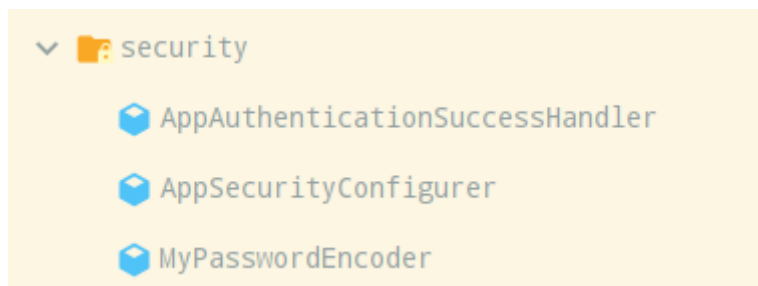 security
AppAuthenticationSuccessHandler
AppSecurityConfigurer
MyPasswordEncoder